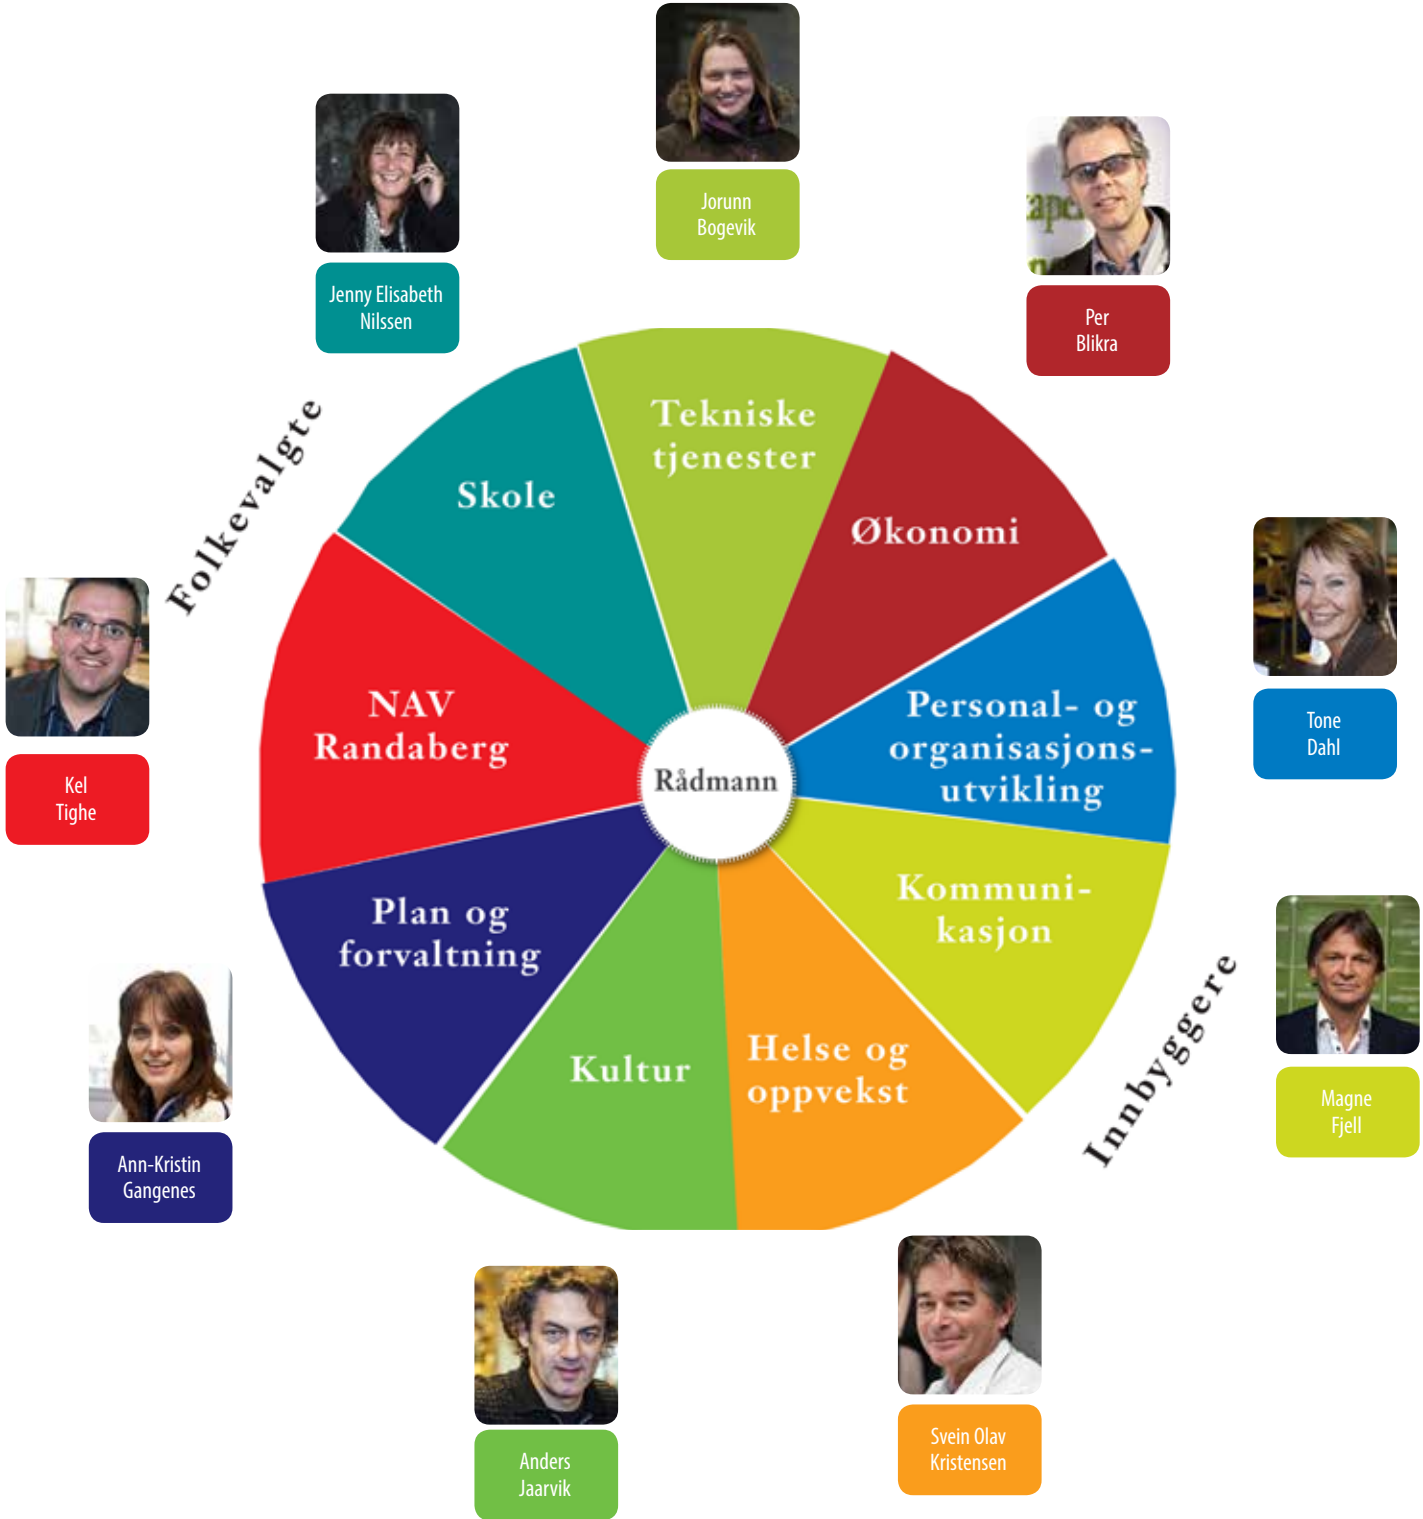 Jorunn
Bogevik
Jenny Elisabeth
Nilssen
Per
Blikra
Folkevalgte
Tekniske
tjenester
Skole
Økonomi
NAV
Randaberg
Personal- og
organisasjons-
utvikling
Rådmann
Kel
Tighe
Tone
Dahl
Plan og
forvaltning
Kommuni-
kasjon
Kultur
Helse og
oppvekst
Innbyggere
Ann-Kristin
Gangenes
Magne
Fjell
Anders
Jaarvik
Svein Olav
Kristensen